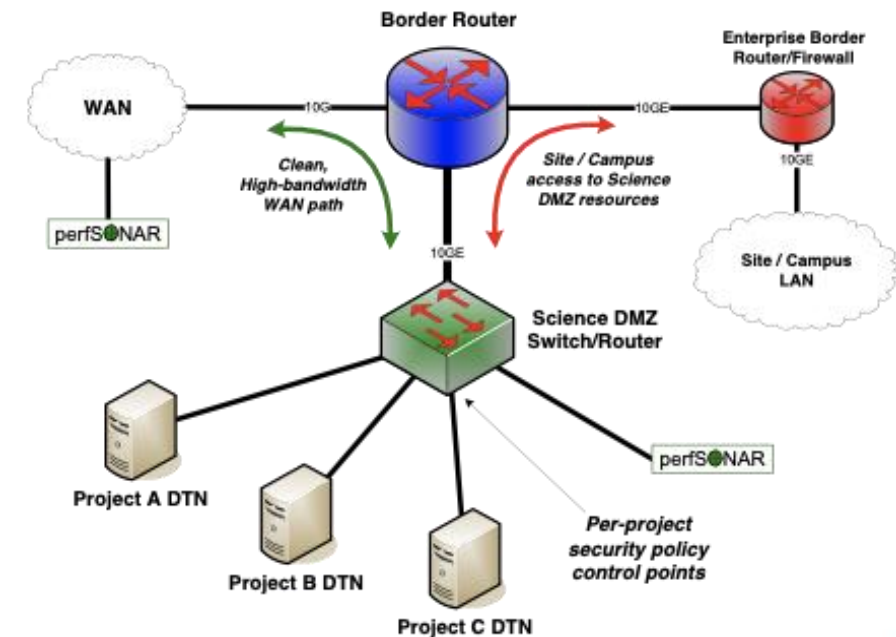 Border Router
Enterprise Border
Router/Firewall
WAN
10G
10GE
10GE
Clean,
High-bandwidth
WAN path
Site / Campus
access to Science
DMZ resources
perfSONAR
10GE
Site / Campus
LAN
Science DMZ
Switch/Router
Project A DTN
perfSONAR
Per-project
security policy
control points
Project B DTN
Project C DTN